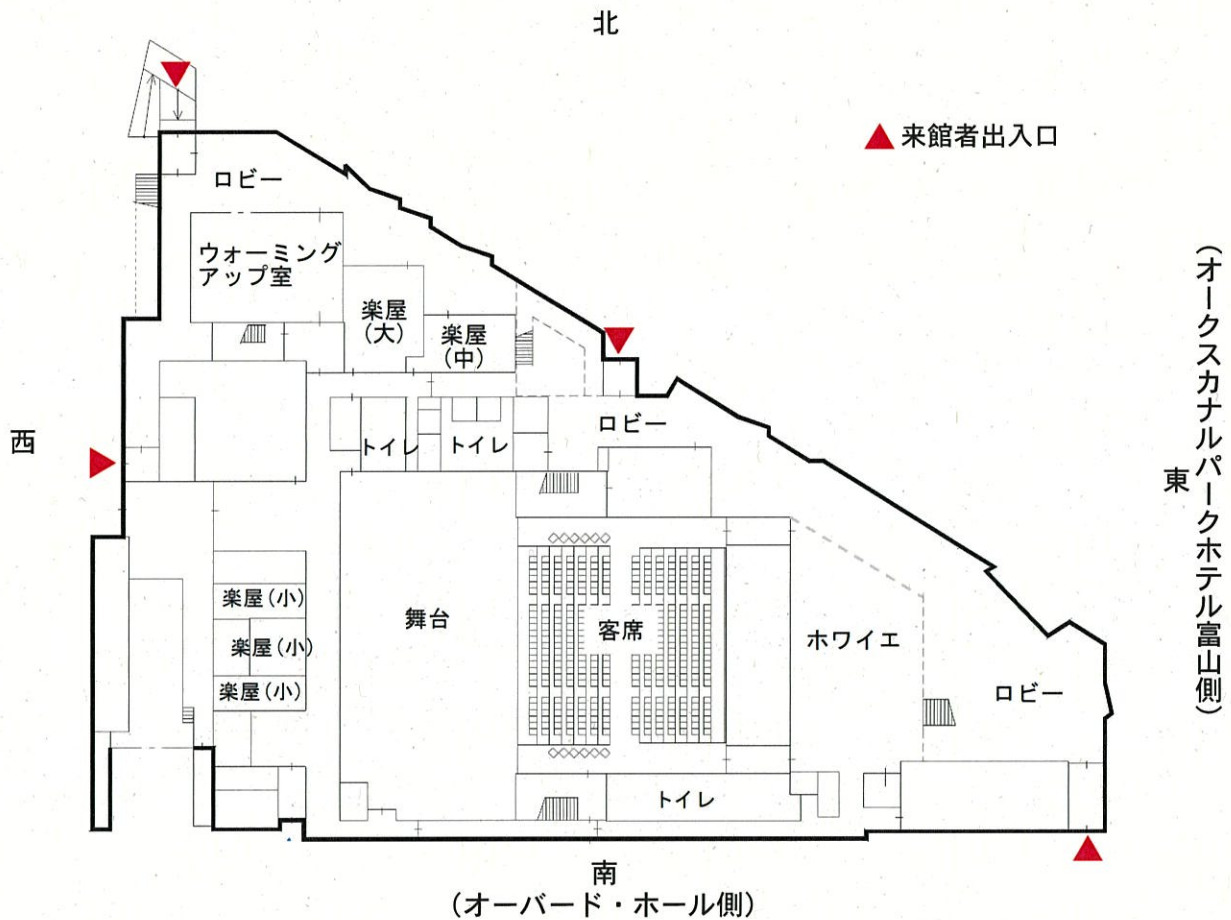 北
▲ 来館者出入口
ロビー
ウォーミング
アップ室
楽屋
(大)
楽屋
(中)
ロビー
トイレ
トイレ
西
東
(オークスカナルパークホテル富山側)
楽屋(小)
楽屋(小)
楽屋(小)
舞台
客席
ホワイエ
ロビー
トイレ
南
(オーバード・ホール側)